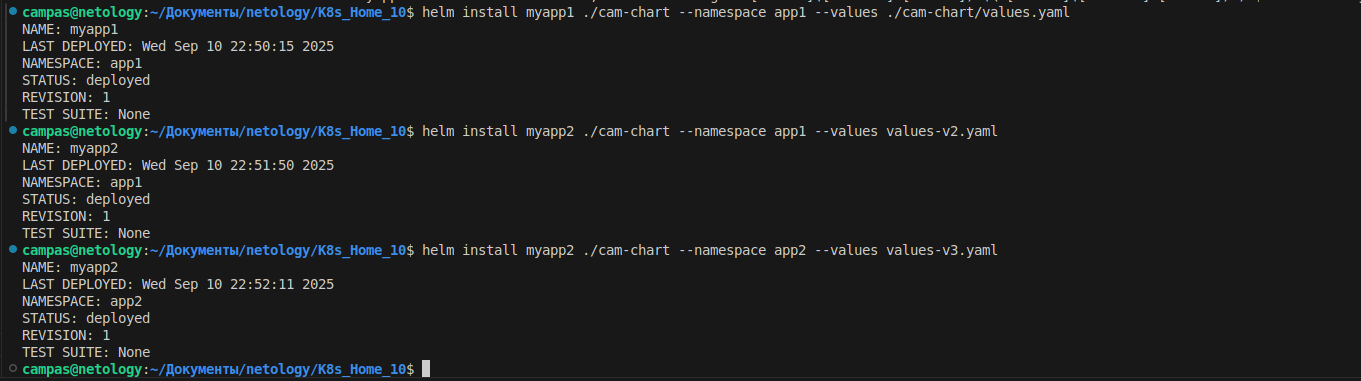 campas@netology:~/Документы/netology/K8s_Home_10$ helm install myapp1 ./cam-chart --namespace app1 --values ./cam-chart/values.yaml
NAME: myapp1
LAST DEPLOYED: Wed Sep 10 22:50:15 2025
NAMESPACE: app1
STATUS: deployed
REVISION: 1
TEST SUITE: None
campas@netology:~/Документы/netology/K8s_Home_10$ helm install myapp2 ./cam-chart --namespace app1 --values values-v2.yaml
NAME: myapp2
LAST DEPLOYED: Wed Sep 10 22:51:50 2025
NAMESPACE: app1
STATUS: deployed
REVISION: 1
TEST SUITE: None
campas@netology:~/Документы/netology/K8s_Home_10$ helm install myapp2 ./cam-chart --namespace app2 --values values-v3.yaml
NAME: myapp2
LAST DEPLOYED: Wed Sep 10 22:52:11 2025
NAMESPACE: app2
STATUS: deployed
REVISION: 1
TEST SUITE: None
campas@netology:~/Документы/netology/K8s_Home_10$